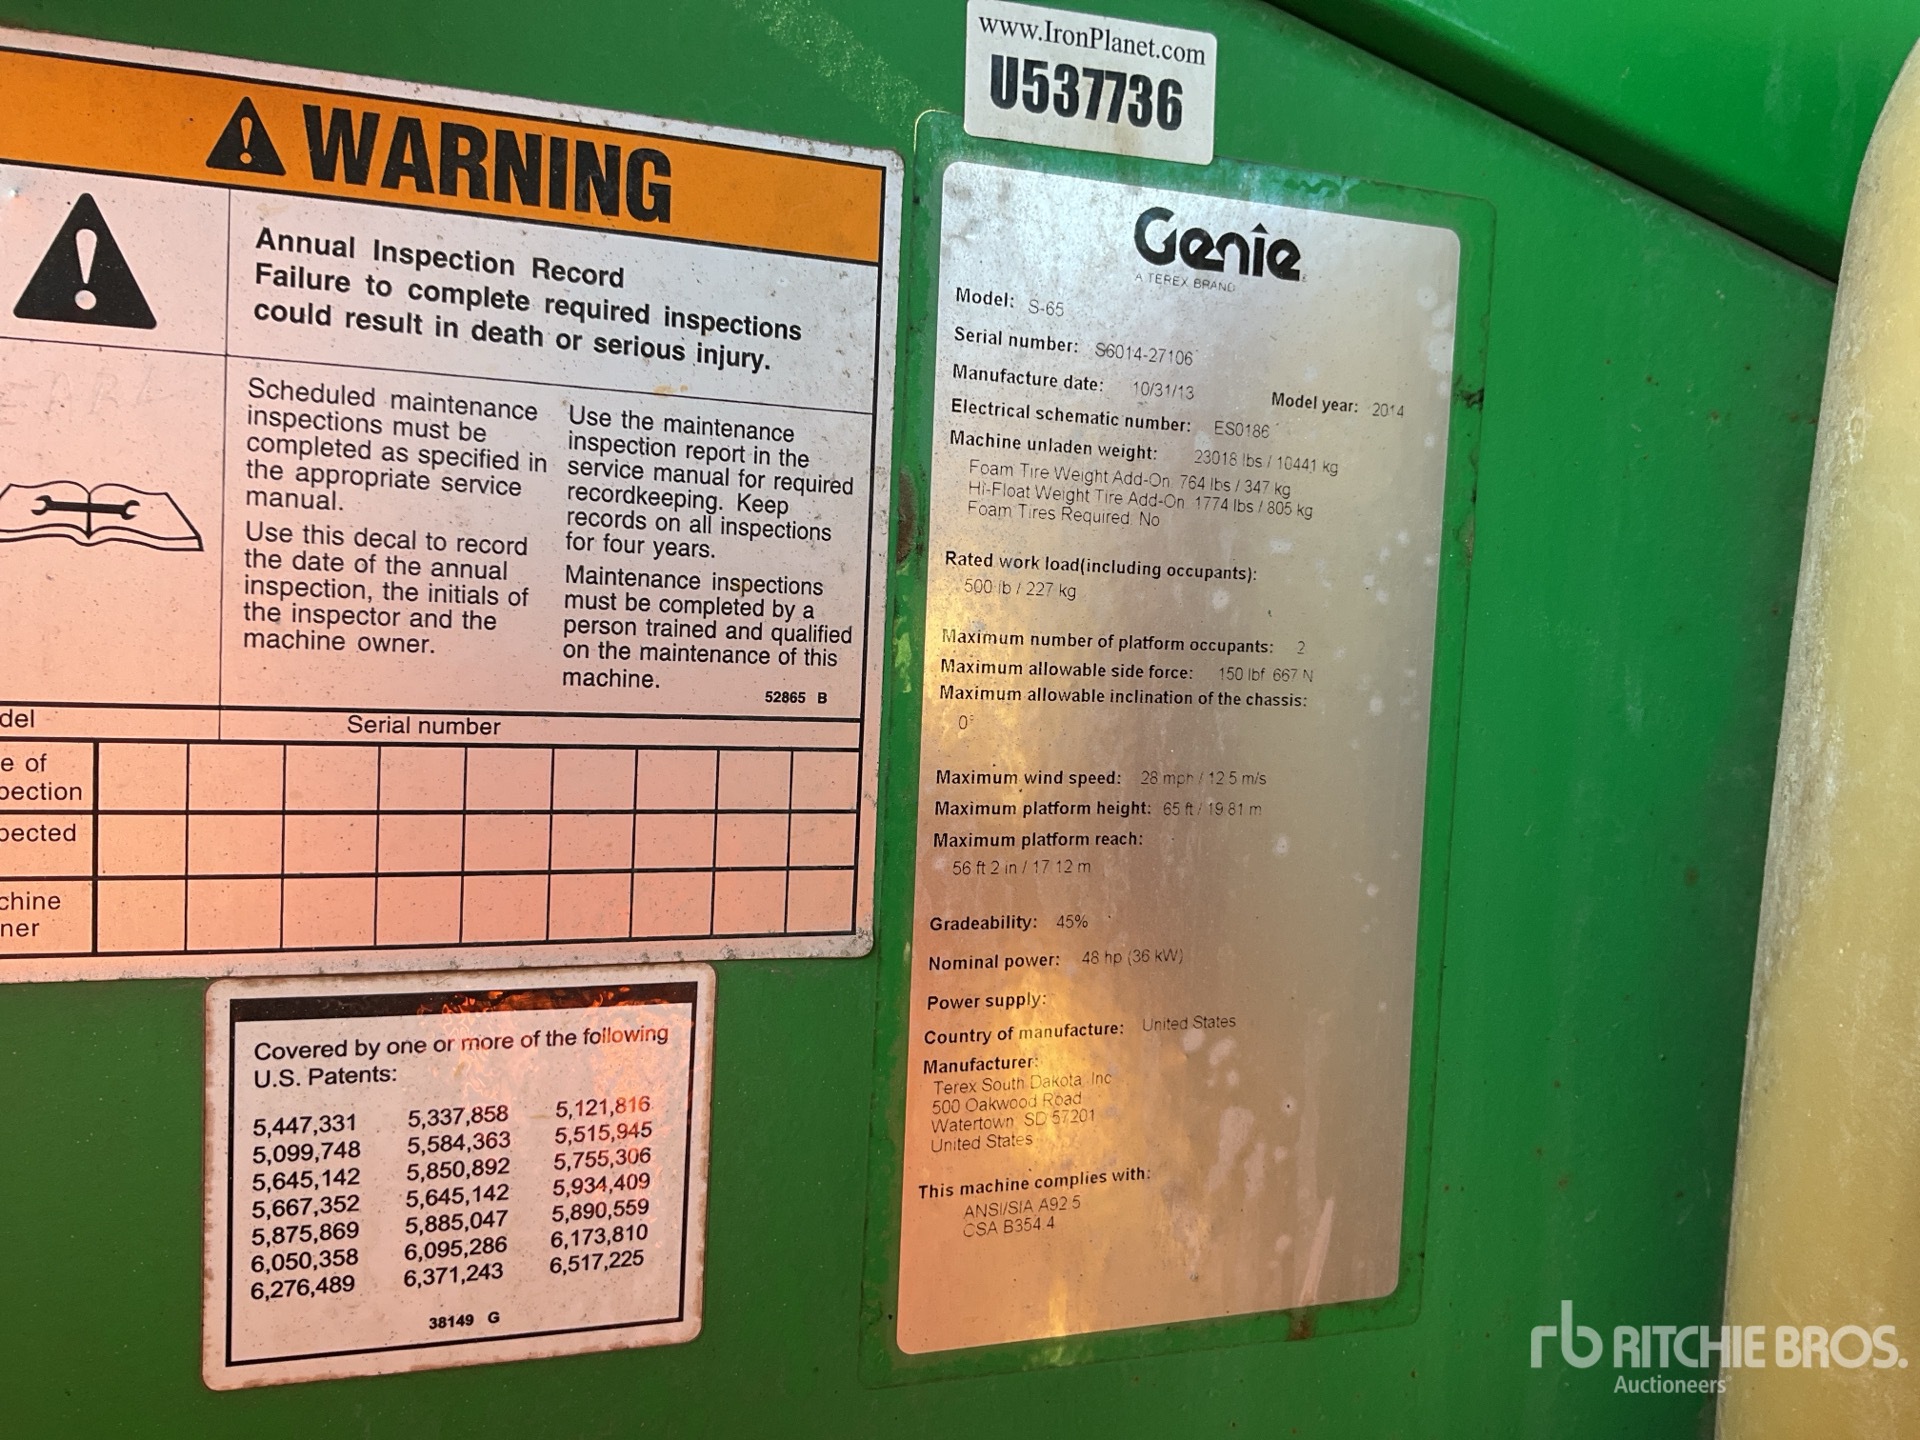 www.IronPlanet.com
U537736
WARNING
Annual Inspection Record
Failure to complete required inspections
could result in death or serious injury.
Scheduled maintenance
inspections must be
completed as specified in
the appropriate service
manual.
Use this decal to record
the date of the annual
inspection, the initials of
the inspector and the
machine owner.
Use the maintenance
inspection report in the
service manual for required
recordkeeping. Keep
records on all inspections
for four years.
Maintenance inspections
must be completed by a
person trained and qualified
on the maintenance of this
machine.
52865 B
del
Serial number
e of
pection
pected
chine
ner
Covered by one or more of the following
U.S. Patents:
5,447,331 5,337,858 5,121,816
5,099,748 5,584,363 5,515,945
5,645,142 5,850,892 5,755,306
5,667,352 5,645,142 5,934,409
5,875,869 5,885,047 5,890,559
6,050,358 6,095,286 6,173,810
6,276,489 6,371,243 6,517,225
38149 G
Genie
A TEREX BRAND
Model: S-65
Serial number: S6014-27106
Manufacture date: 10/31/13 Model year: 2014
Electrical schematic number: ES0186
Machine unladen weight: 23018 lbs / 10441 kg
Foam Tire Weight Add-On: 764 lbs / 347 kg
Hi-Float Weight Tire Add-On: 1774 lbs / 805 kg
Foam Tires Required: No
Rated work load(including occupants):
500 lb / 227 kg
Maximum number of platform occupants: 2
Maximum allowable side force: 150 lbf 667 N
Maximum allowable inclination of the chassis:
0°
Maximum wind speed: 28 mph / 12.5 m/s
Maximum platform height: 65 ft / 19.81 m
Maximum platform reach:
56 ft 2 in / 17.12 m
Gradeability: 45%
Nominal power: 48 hp (36 kW)
Power supply:
Country of manufacture: United States
Manufacturer:
Terex South Dakota, Inc
500 Oakwood Road
Watertown, SD 57201
United States
This machine complies with:
ANSI/SIA A92.5
CSA B354.4
rb RITCHIE BROS.
Auctioneers